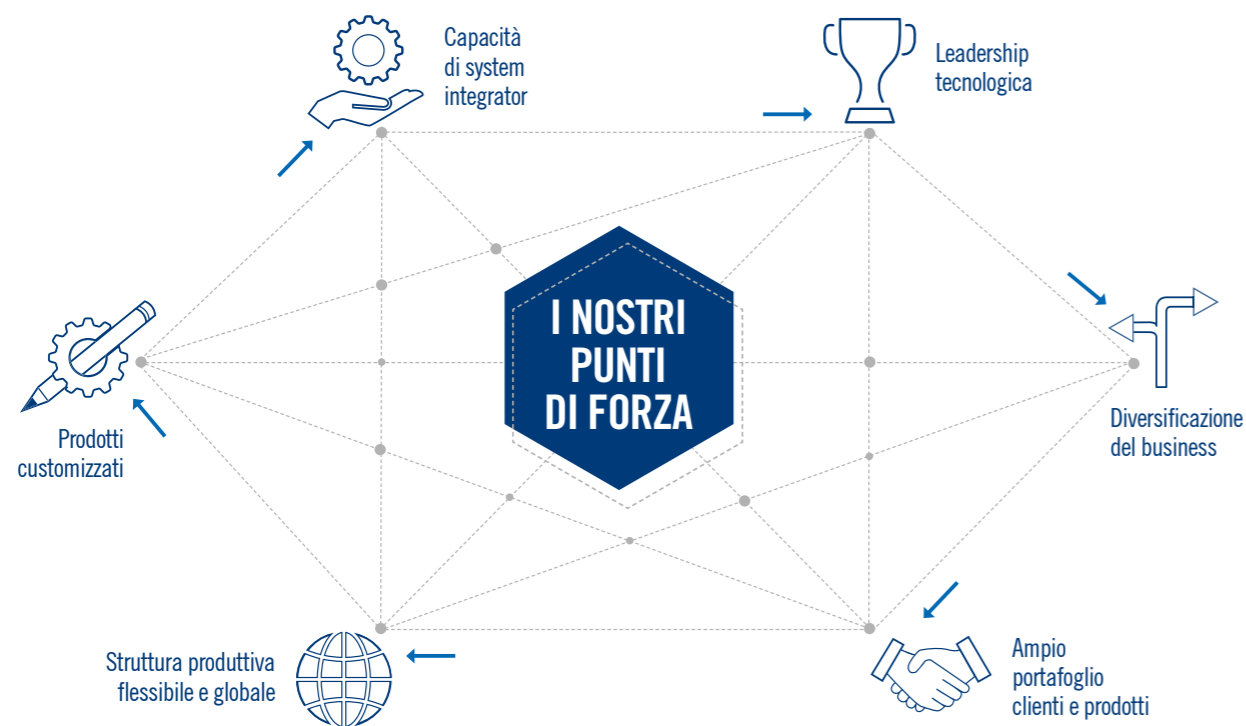 Capacità
di system
integrator
Leadership
tecnologica
I NOSTRI
PUNTI
DI FORZA
Prodotti
customizzati
Diversificazione
del business
Struttura produttiva
flessibile e globale
Ampio
portafoglio
clienti e prodotti